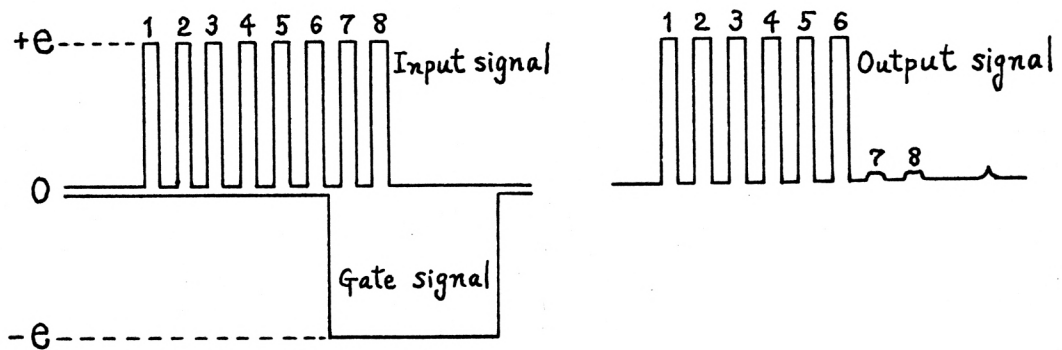 1 2 3 4 5 6 7 8
+e
Input signal
0
Gate signal
-e
1 2 3 4 5 6
Output signal
7 8